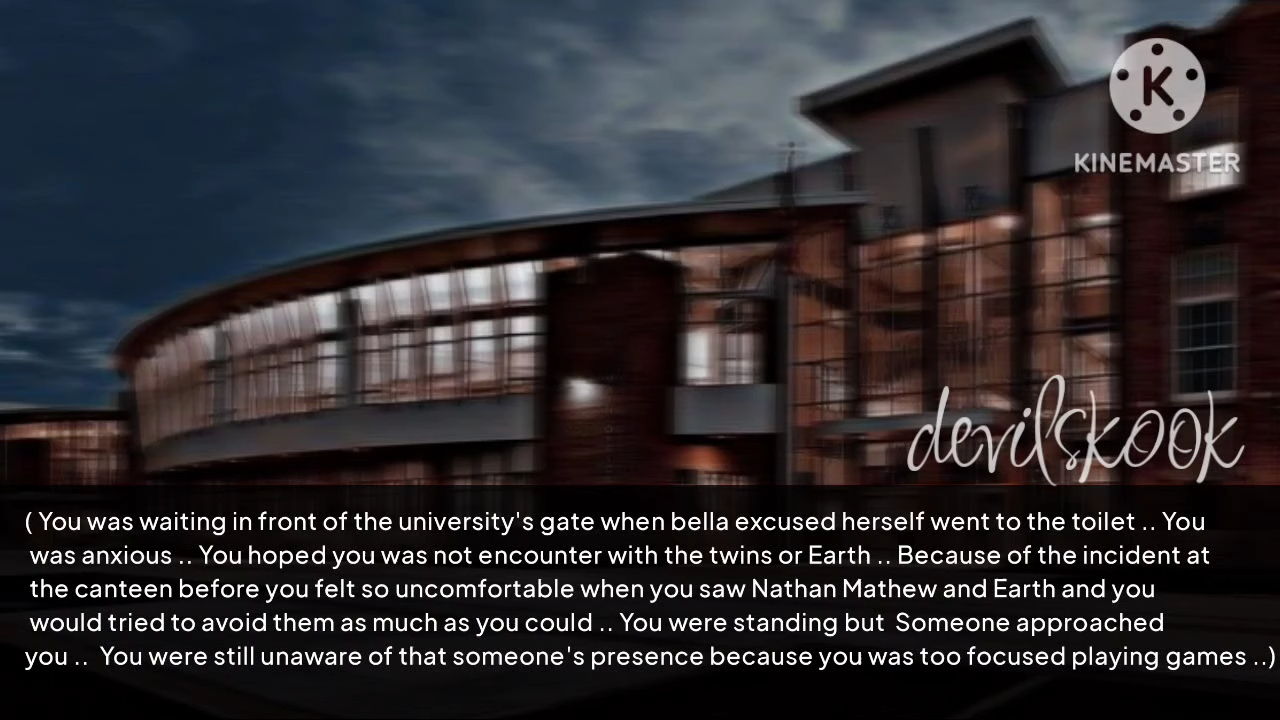 K
KINEMASTER
devilskook
( You was waiting in front of the university's gate when bella excused herself went to the toilet .. You
was anxious .. You hoped you was not encounter with the twins or Earth .. Because of the incident at
the canteen before you felt so uncomfortable when you saw Nathan Mathew and Earth and you
would tried to avoid them as much as you could .. You were standing but  Someone approached
you ..  You were still unaware of that someone's presence because you was too focused playing games ..)